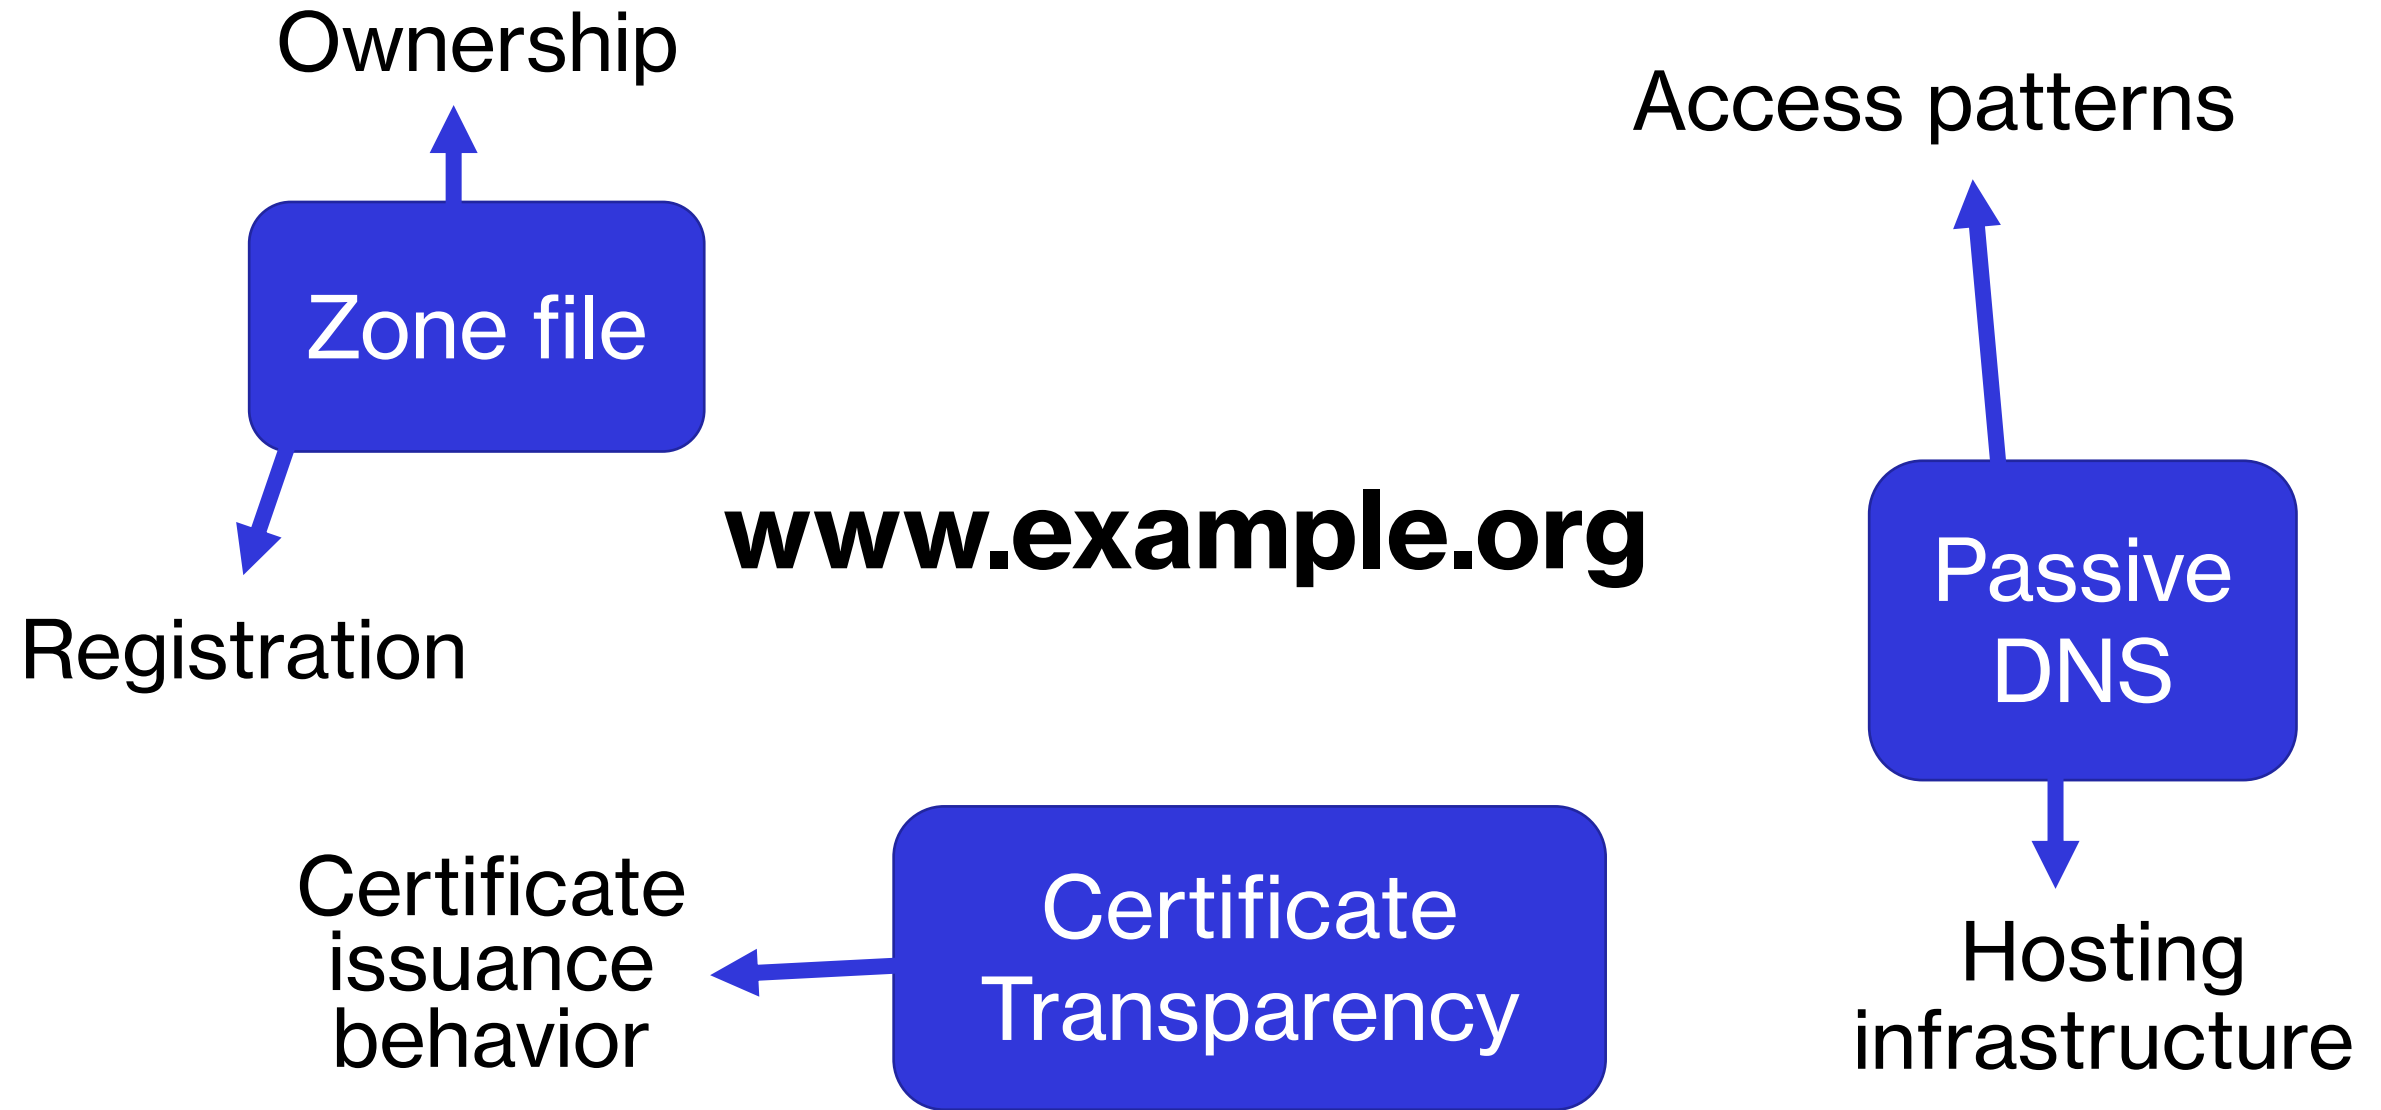 Ownership
Access patterns
Zone file
www.example.org
Passive
DNS
Registration
Certificate
issuance
behavior
Certificate
Transparency
Hosting
infrastructure